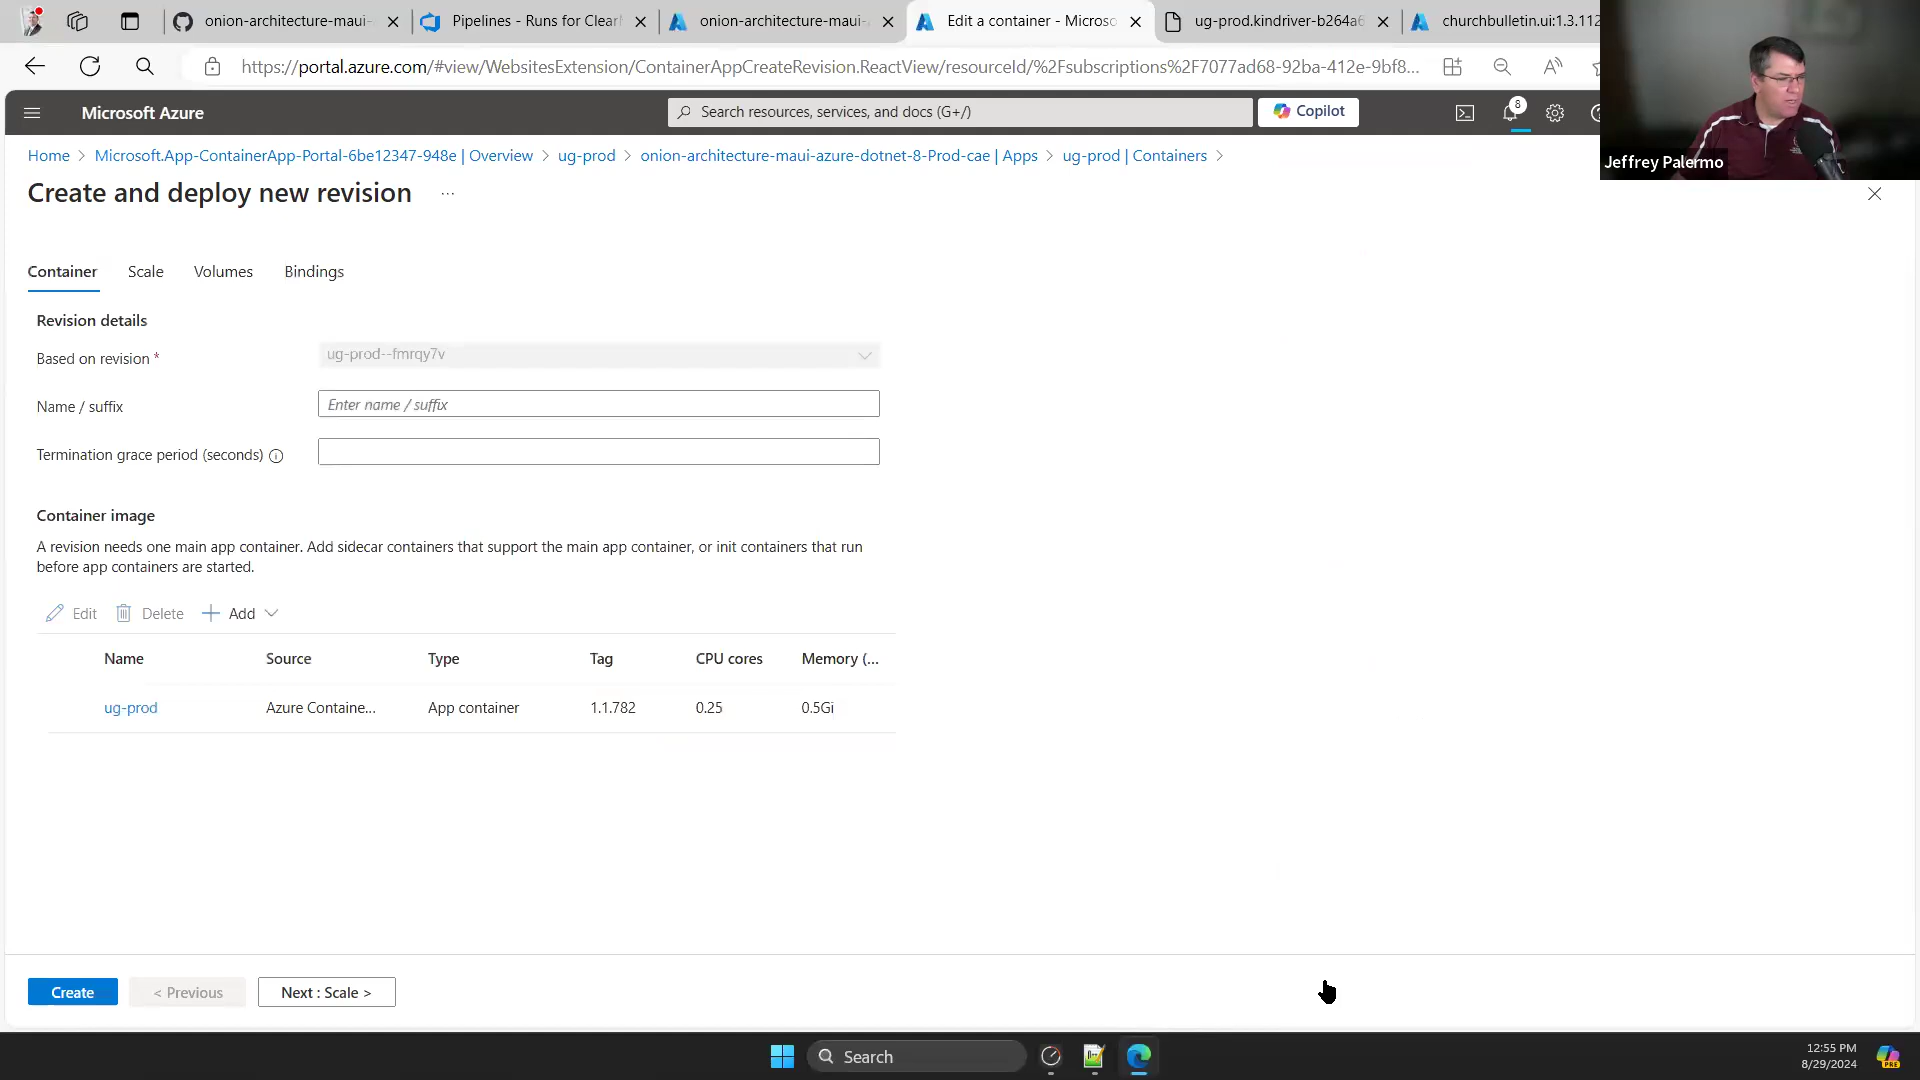 onion-architecture-maui-
Pipelines - Runs for Clear
onion-architecture-maui-
Edit a container - Microso
ug-prod.kindriver-b264a6
churchbulletin.ui:1.3.112
https://portal.azure.com/#view/WebsitesExtension/ContainerAppCreateRevision.ReactView/resourceId/%2Fsubscriptions%2F7077ad68-92ba-412e-9bf8...
Microsoft Azure
Search resources, services, and docs (G+/)
Copilot
8
Jeffrey Palermo
Home > Microsoft.App-ContainerApp-Portal-6be12347-948e | Overview > ug-prod > onion-architecture-maui-azure-dotnet-8-Prod-cae | Apps > ug-prod | Containers >
Create and deploy new revision ...
Container Scale Volumes Bindings
Revision details
Based on revision *
ug-prod--fmrqy7v
Name / suffix
Enter name / suffix
Termination grace period (seconds)
Container image
A revision needs one main app container. Add sidecar containers that support the main app container, or init containers that run
before app containers are started.
Edit Delete Add
Name Source Type Tag CPU cores Memory (...
ug-prod Azure Containe... App container 1.1.782 0.25 0.5Gi
Create < Previous Next : Scale >
Search
12:55 PM
8/29/2024
PRE